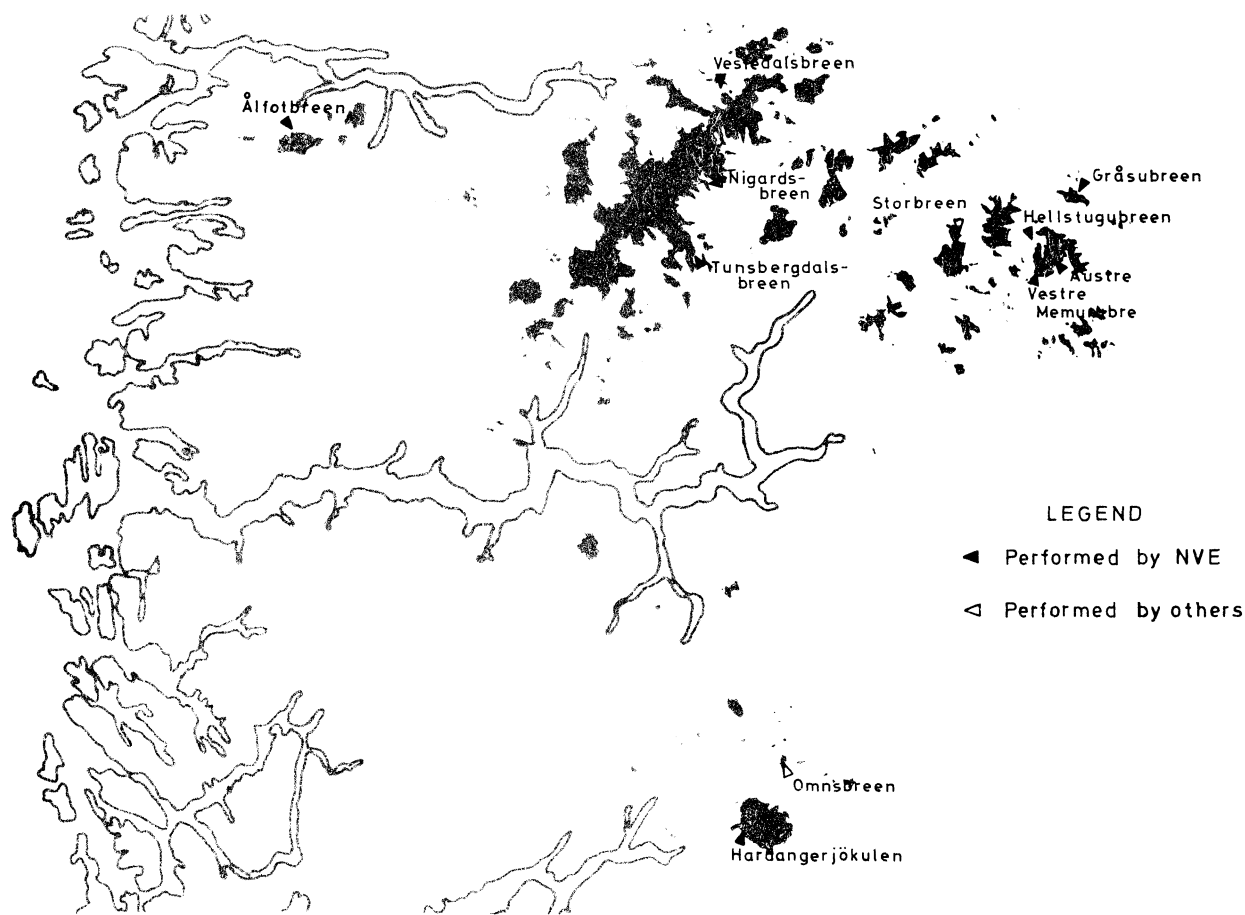 Vesledalsbreen
Ålfotbreen
Nigards-
breen
Gråsubreen
Storbreen
Hellstugubreen
Tunsbergdals-
breen
Austre
Vestre
Memurubre
LEGEND
Performed by NVE
Performed by others
Omnsbreen
Hardangerjökulen